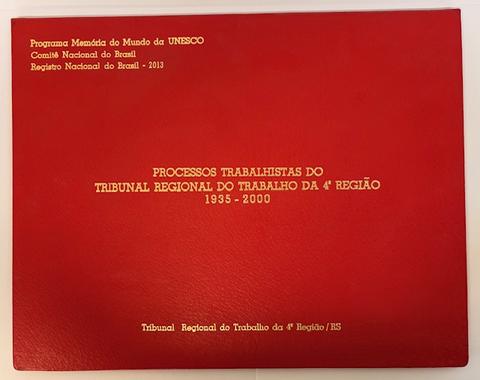 Programa Memória do Mundo da UNESCO
Comitê Nacional do Brasil
Registro Nacional do Brasil - 2013
PROCESSOS TRABALHISTAS DO
TRIBUNAL REGIONAL DO TRABALHO DA 4ª REGIÃO
1935 - 2000
Tribunal Regional do Trabalho da 4ª Região/RS